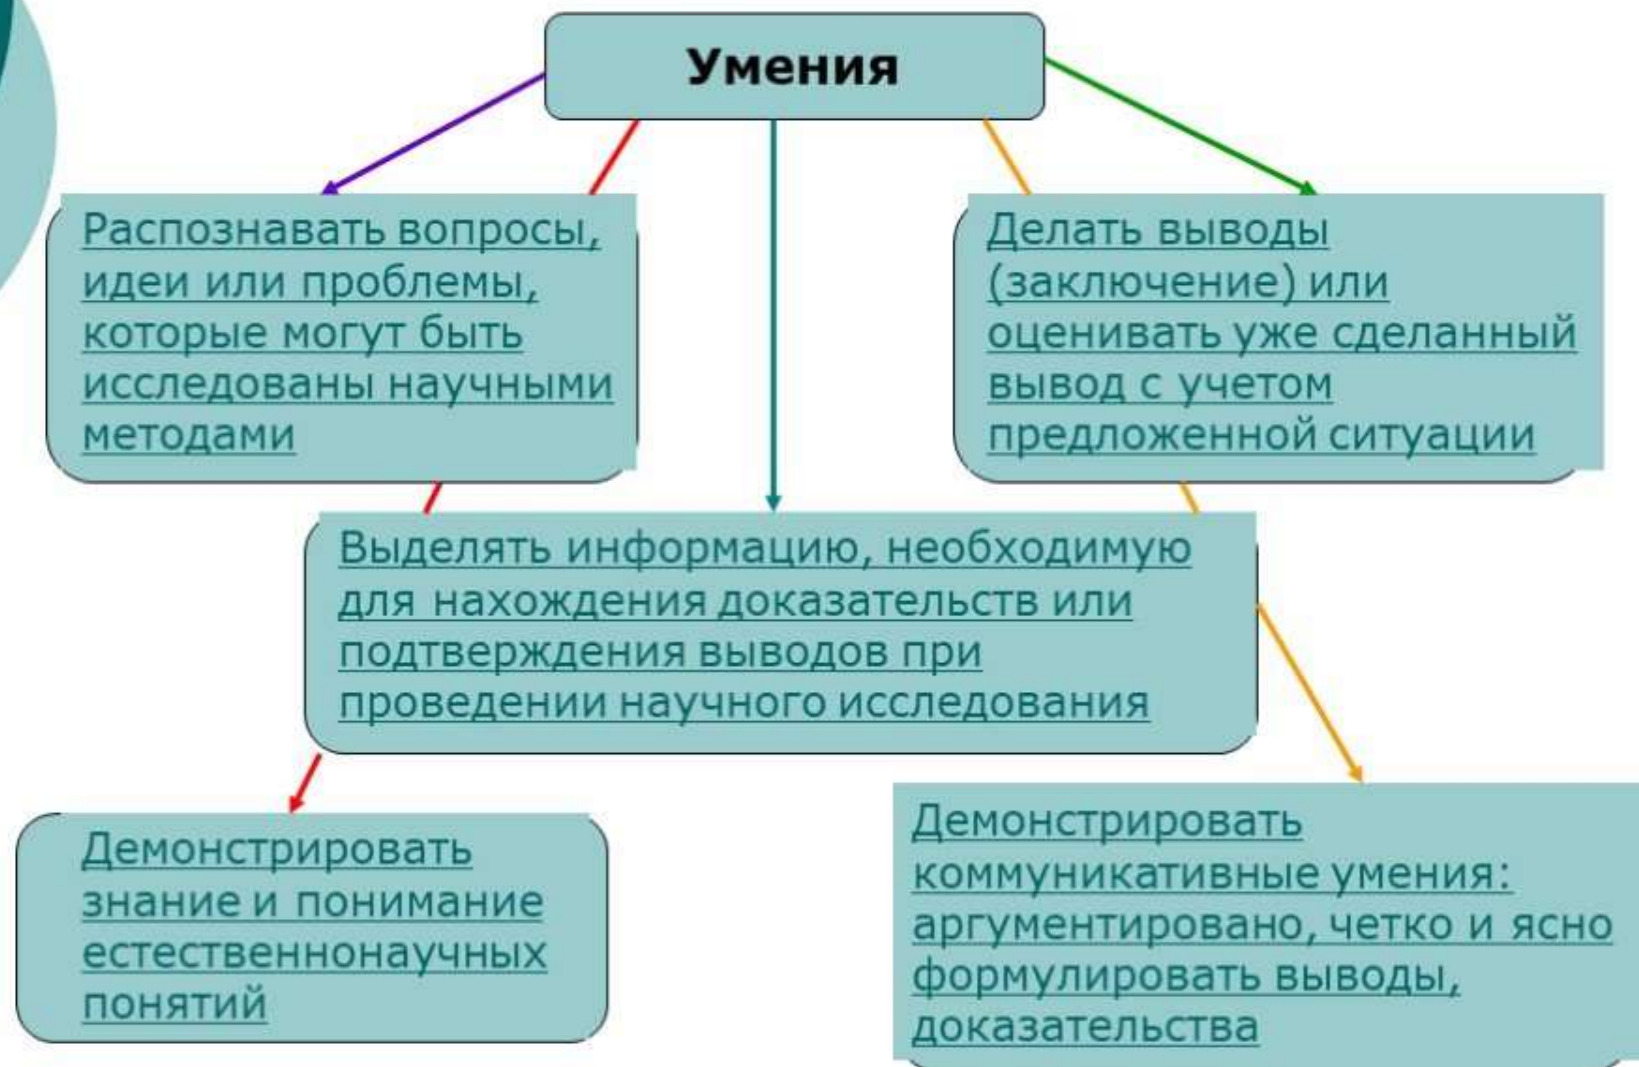 Умения
Распознавать вопросы,
идеи или проблемы,
которые могут быть
исследованы научными
методами
Делать выводы
(заключение) или
оценивать уже сделанный
вывод с учетом
предложенной ситуации
Выделять информацию, необходимую
для нахождения доказательств или
подтверждения выводов при
проведении научного исследования
Демонстрировать
знание и понимание
естественнонаучных
понятий
Демонстрировать
коммуникативные умения:
аргументировано, четко и ясно
формулировать выводы,
доказательства